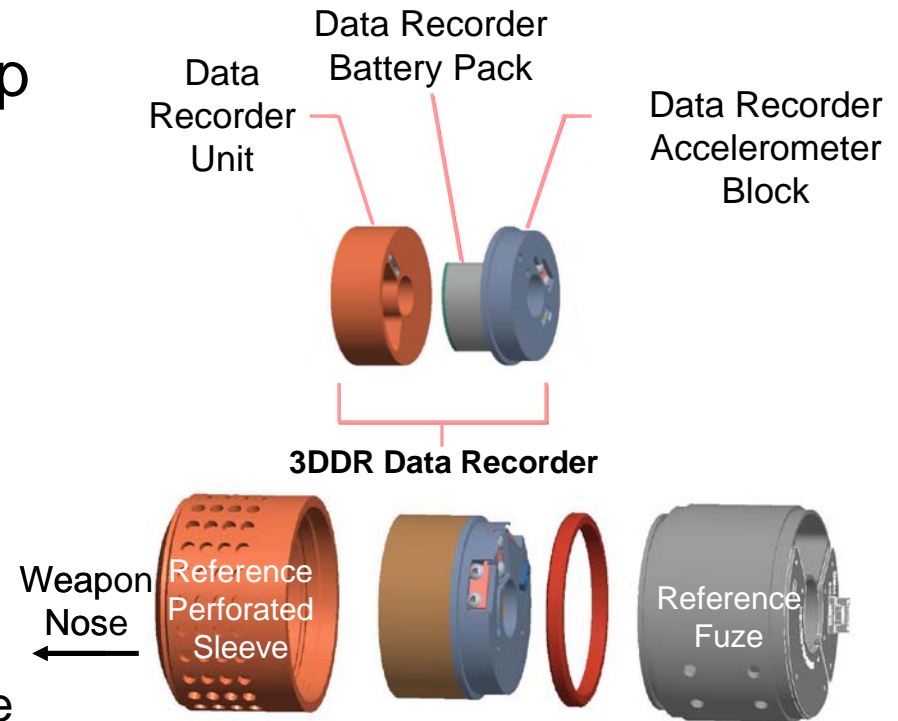 p
Data Recorder
Battery Pack
Data
Recorder
Unit
Data Recorder
Accelerometer
Block
3DDR Data Recorder
Weapon
Nose
Reference
Perforated
Sleeve
Reference
Fuze
e